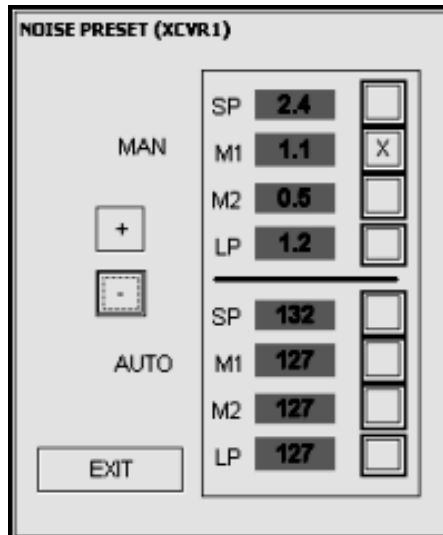 NOISE PRESET (XCVR1)
SP 2.4
MAN M1 1.1 X
M2 0.5
+
LP 1.2
-
SP 132
AUTO M1 127
M2 127
EXIT LP 127